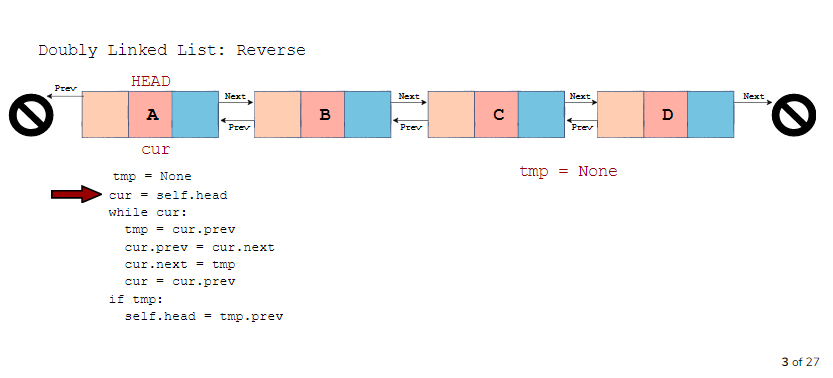 Doubly Linked List: Reverse
HEAD
Prev
Next
Next
Next
Next
A
B
C
D
Prev
Prev
Prev
cur
tmp = None
tmp = None
cur = self.head
while cur:
tmp = cur.prev
cur.prev = cur.next
cur.next = tmp
cur = cur.prev
if tmp:
self.head = tmp.prev
3 of 27